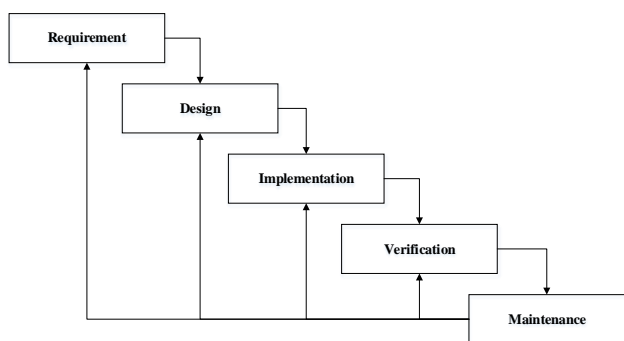 Requirement
Design
Implementation
Verification
Maintenance